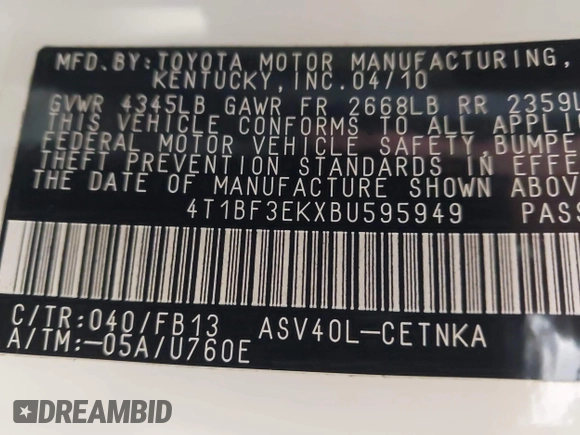 MFD. BY: TOYOTA MOTOR MANUFACTURING,
KENTUCKY, INC. 04/10
GVWR 4345LB GAWR FR 2668LB RR 2359L
THIS VEHICLE CONFORMS TO ALL APPLI
FEDERAL MOTOR VEHICLE SAFETY, BUMPE
THEFT PREVENTION STANDARDS IN EFFE
THE DATE OF MANUFACTURE SHOWN ABOV
4T1BF3EKXBU595949 PASS
C/TR: 040/FB13 ASV40L-CETNKA
A/TM: -05A/U760E
DREAMBID